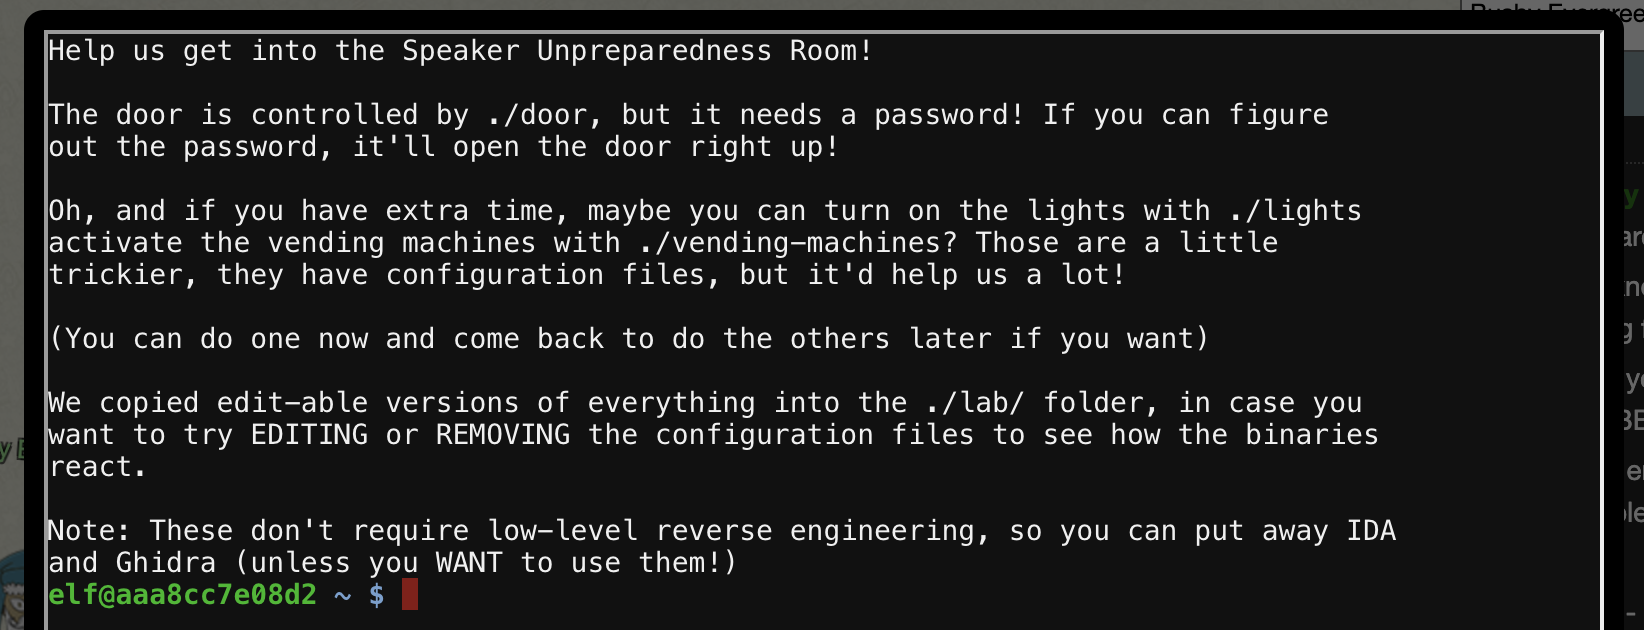 Help us get into the Speaker Unpreparedness Room!
The door is controlled by ./door, but it needs a password! If you can figure
out the password, it'll open the door right up!
Oh, and if you have extra time, maybe you can turn on the lights with ./lights
activate the vending machines with ./vending-machines? Those are a little
trickier, they have configuration files, but it'd help us a lot!
(You can do one now and come back to do the others later if you want)
We copied edit-able versions of everything into the ./lab/ folder, in case you
want to try EDITING or REMOVING the configuration files to see how the binaries
react.
Note: These don't require low-level reverse engineering, so you can put away IDA
and Ghidra (unless you WANT to use them!)
elf@aaa8cc7e08d2 ~ $